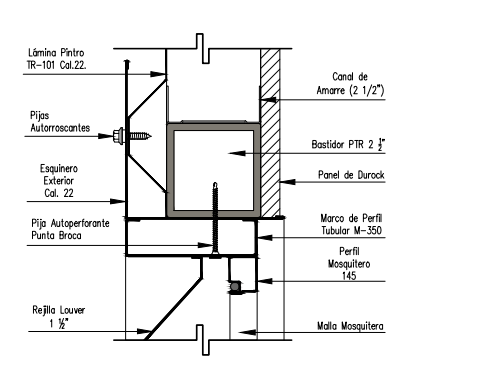 Lámina Pintro
TR-101 Cal.22.
Canal de
Amarre (2 1/2")
Pijas
Autorroscantes
Bastidor PTR 2 ½"
Esquinero
Exterior
Cal. 22
Panel de Durock
Pija Autoperforante
Punta Broca
Marco de Perfil
Tubular M-350
Perfil
Mosquitero
145
Rejilla Louver
1 ½"
Malla Mosquitera